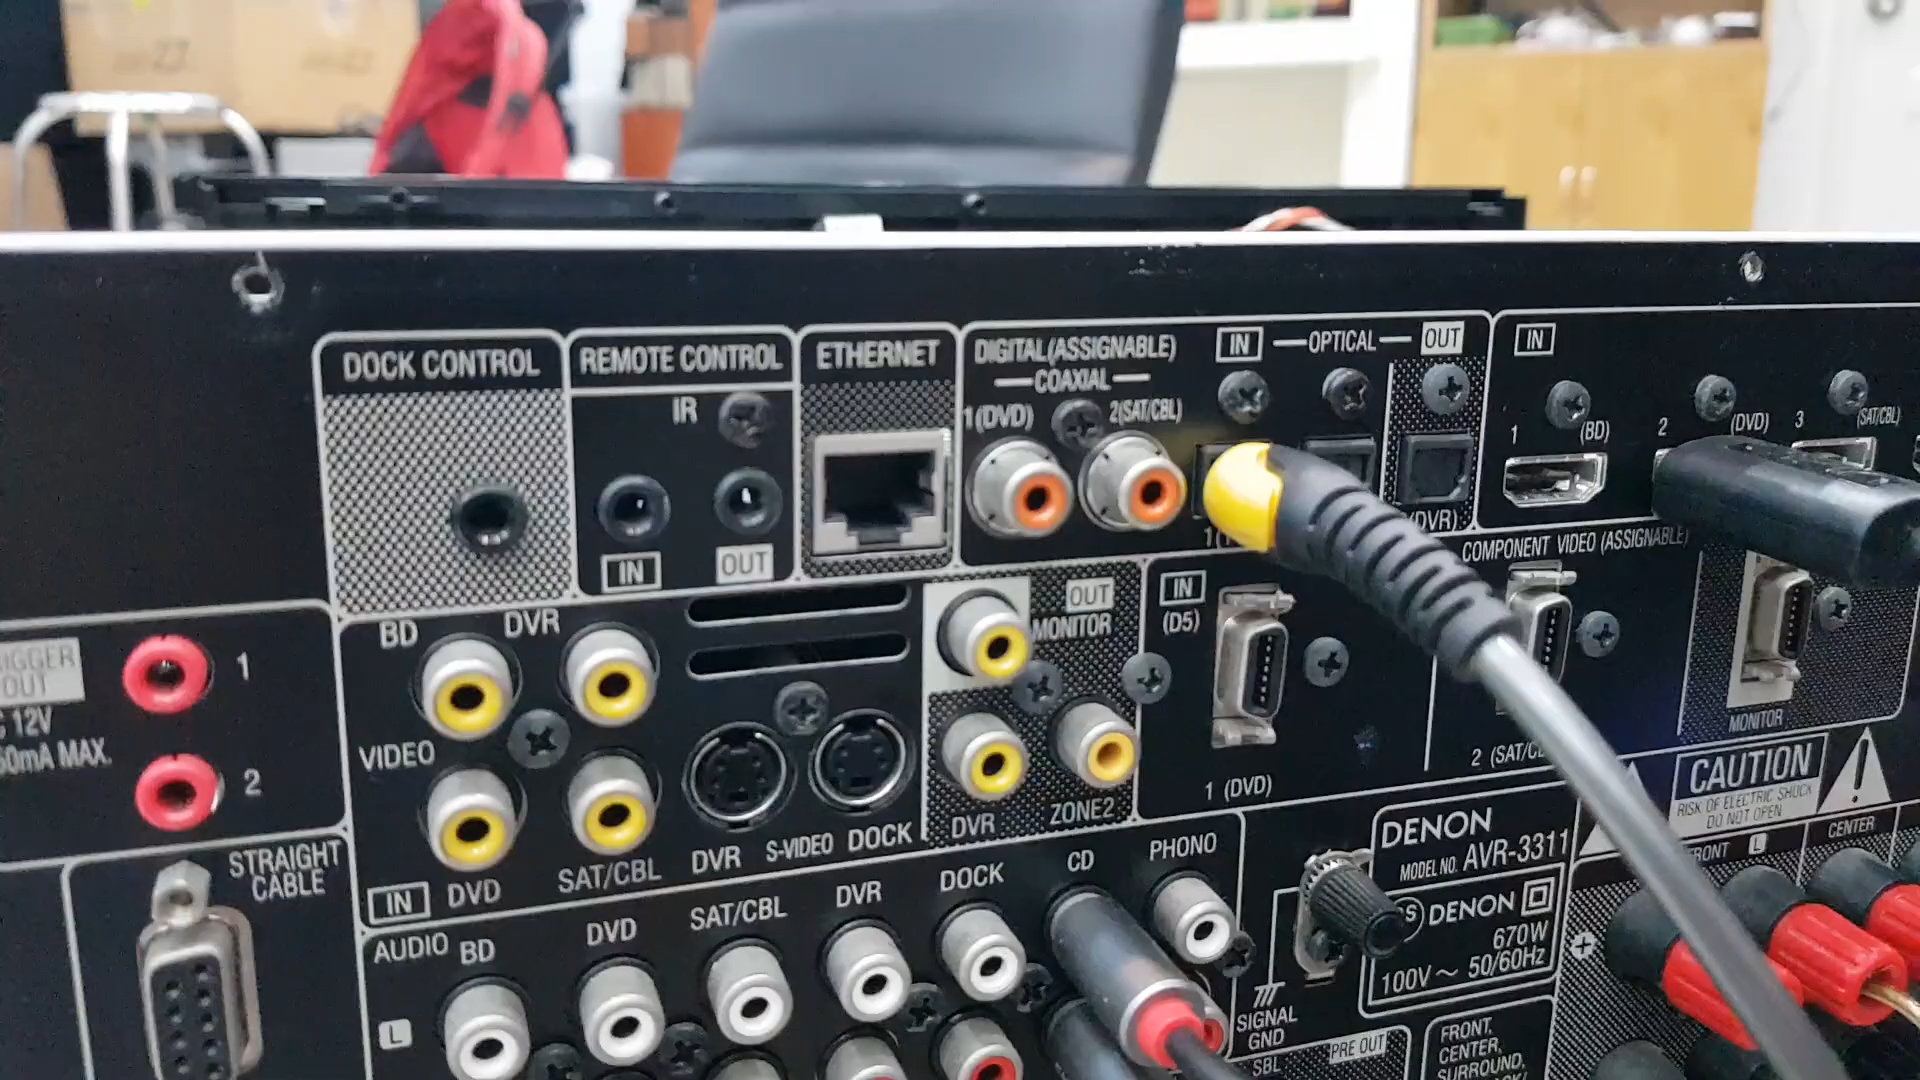 DOCK CONTROL
REMOTE CONTROL
IR
IN
OUT
ETHERNET
DIGITAL(ASSIGNABLE)
COAXIAL
1(DVD)
2(SAT/CBL)
IN
OPTICAL
OUT
(DVR)
IN
1
(BD)
2
(DVD)
3
(SAT/CBL)
OUT
12V
MAX.
1
2
STRAIGHT
CABLE
BD
DVR
VIDEO
IN
DVD
SAT/CBL
DVR
S-VIDEO
DOCK
OUT
MONITOR
DVR
ZONE2
COMPONENT VIDEO (ASSIGNABLE)
IN
(D5)
1 (DVD)
MONITOR
CAUTION
RISK OF ELECTRIC SHOCK
DO NOT OPEN
AUDIO
BD
DVD
SAT/CBL
DVR
DOCK
CD
PHONO
L
SIGNAL
GND
DENON
MODEL NO. AVR-3311
DENON
670W
100V~ 50/60Hz
L
CENTER
SBL
PRE OUT
FRONT,
CENTER,
SURROUND,